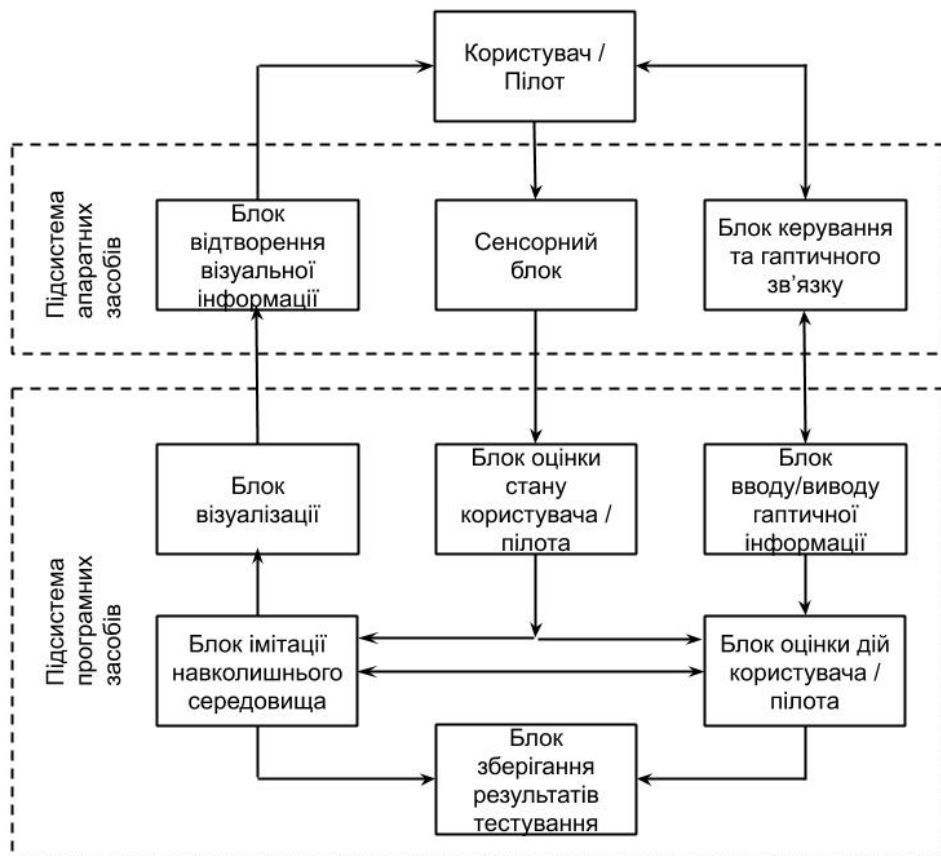 Користувач /
Пілот
Підсистема
апаратних
засобів
Блок
відтворення
візуальної
інформації
Сенсорний
блок
Блок керування
та гаптичного
зв’язку
Підсистема
програмних
засобів
Блок
візуалізації
Блок оцінки
стану
користувача /
пілота
Блок
вводу/виводу
гаптичної
інформації
Блок імітації
навколишнього
середовища
Блок оцінки дій
користувача /
пілота
Блок
зберігання
результатів
тестування